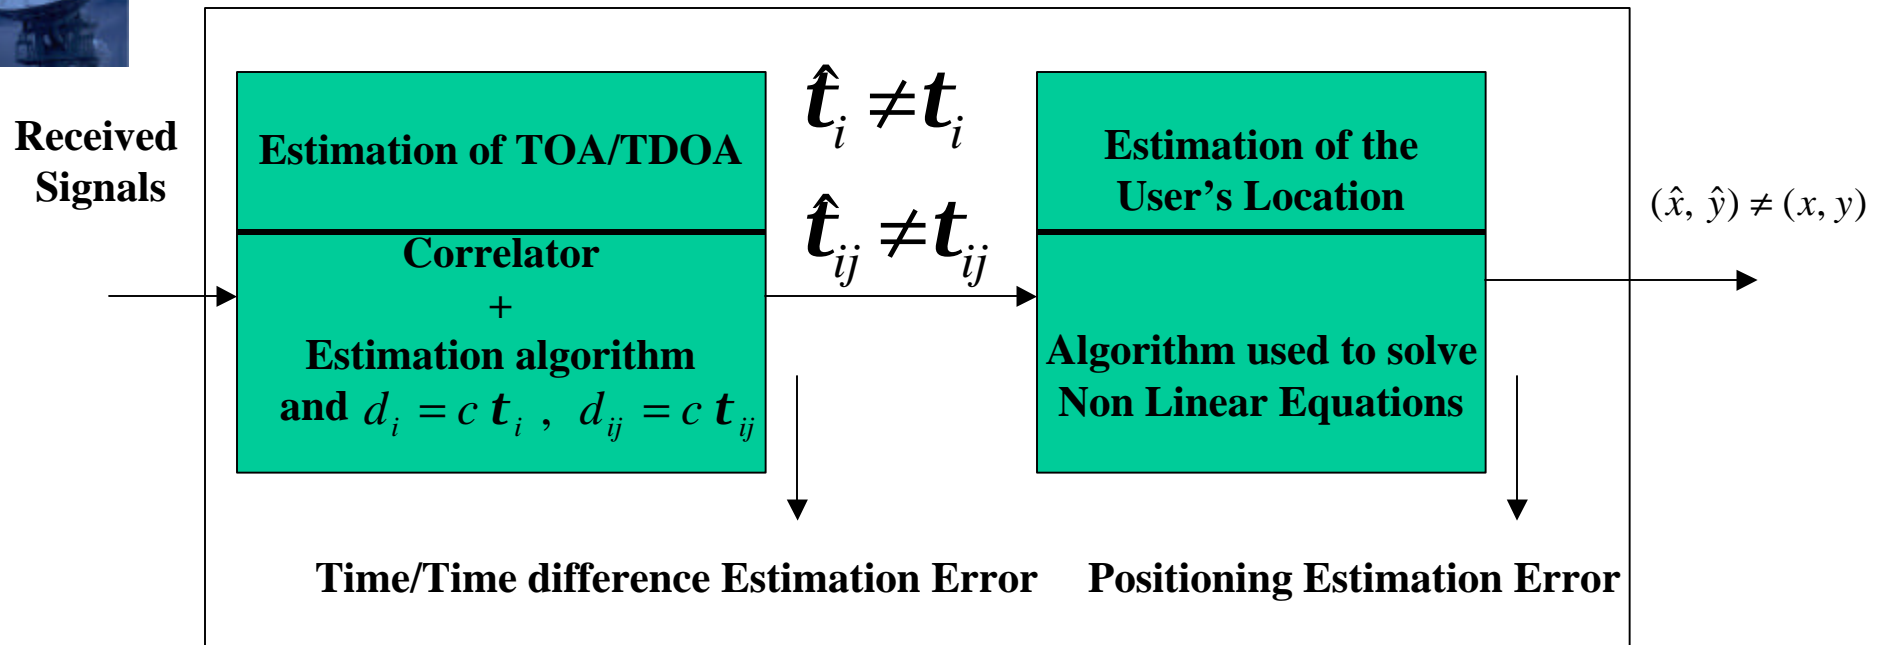 Received
Signals
Estimation of TOA/TDOA
Correlator
+
Estimation algorithm
and d_i = c t_i , d_ij = c t_ij
t̂_i ≠ t_i
t̂_ij ≠ t_ij
Estimation of the
User's Location
Algorithm used to solve
Non Linear Equations
(x̂, ŷ) ≠ (x, y)
Time/Time difference Estimation Error
Positioning Estimation Error